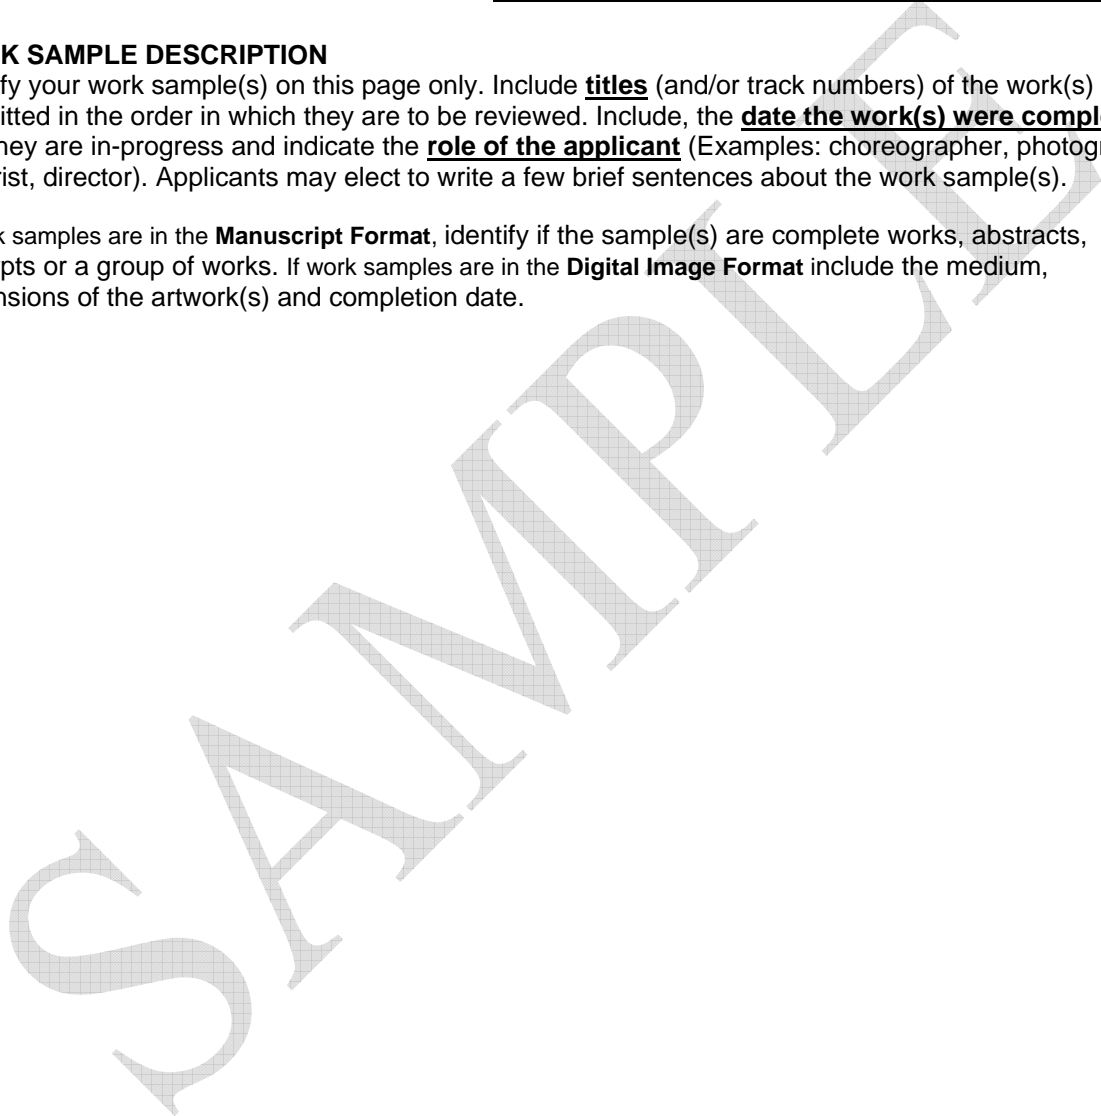 K SAMPLE DESCRIPTION
fy your work sample(s) on this page only. Include titles (and/or track numbers) of the work(s)
itted in the order in which they are to be reviewed. Include, the date the work(s) were comple
hey are in-progress and indicate the role of the applicant (Examples: choreographer, photogr
rist, director). Applicants may elect to write a few brief sentences about the work sample(s).
k samples are in the Manuscript Format, identify if the sample(s) are complete works, abstracts,
rpts or a group of works. If work samples are in the Digital Image Format include the medium,
nsions of the artwork(s) and completion date.
SAMPLE